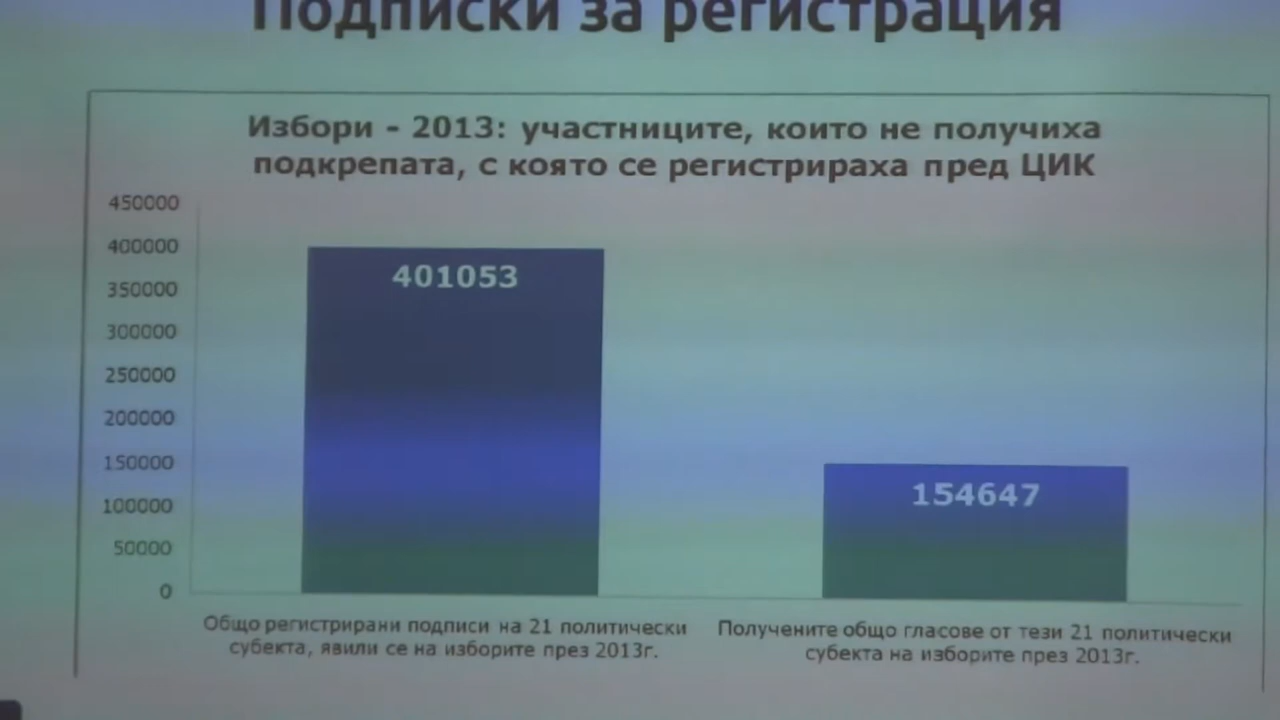 Подписки за регистрация
Избори - 2013: участниците, които не получиха
подкрепата, с която се регистрираха пред ЦИК
450000
400000
350000
300000
250000
200000
150000
100000
50000
0
401053
154647
Общо регистрирани подписи на 21 политически
субекта, явили се на изборите през 2013г.
Получените общо гласове от тези 21 политически
субекта на изборите през 2013г.